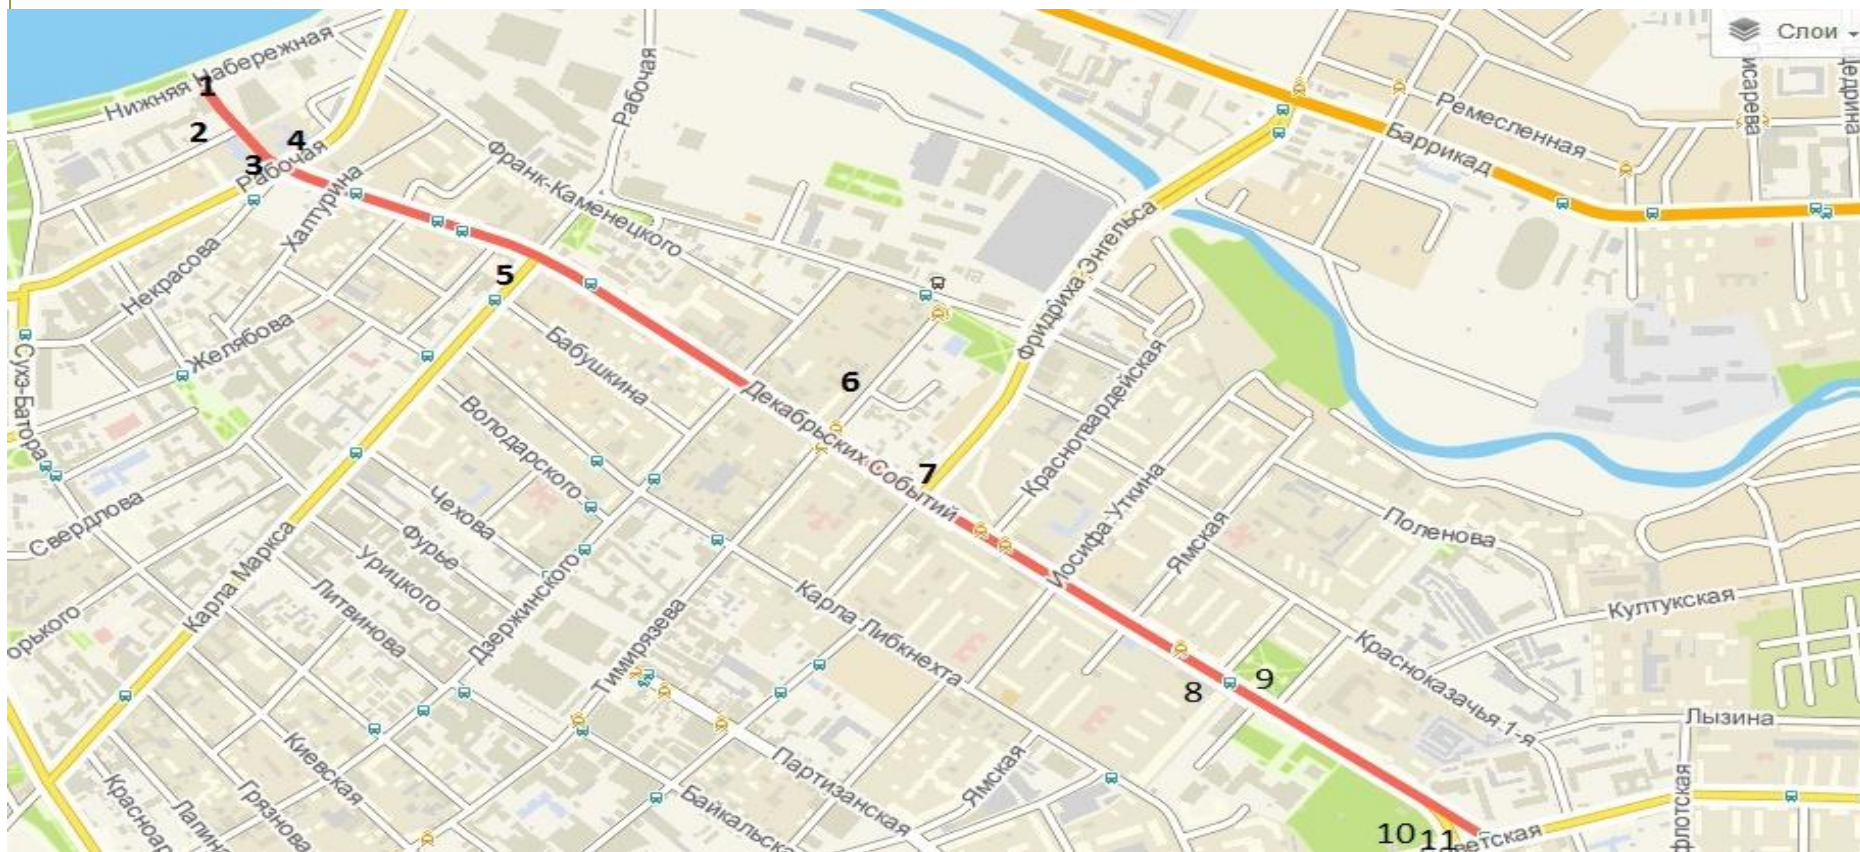 Слои
Нижняя Набережная
1
2
3
4
Рабочая
Халтурина
Некрасова
Желябова
Сухэ-Батора
Свердлова
Франк-Каменецкого
Рабочая
5
Бабушкина
Володарского
Чехова
Фурье
Урицкого
Литвинова
Карла Маркса
Дзержинского
Тимирязева
Киевская
Грязнова
6
Декабрьских Событий
7
Фридриха Энгельса
Баррикад
Ремесленная
Красногвардейская
Иосифа Уткина
Ямская
Поленова
Култукская
Карла Либкнехта
8
9
Красноказачья 1-я
Лызина
Партизанская
Ямская
10
11